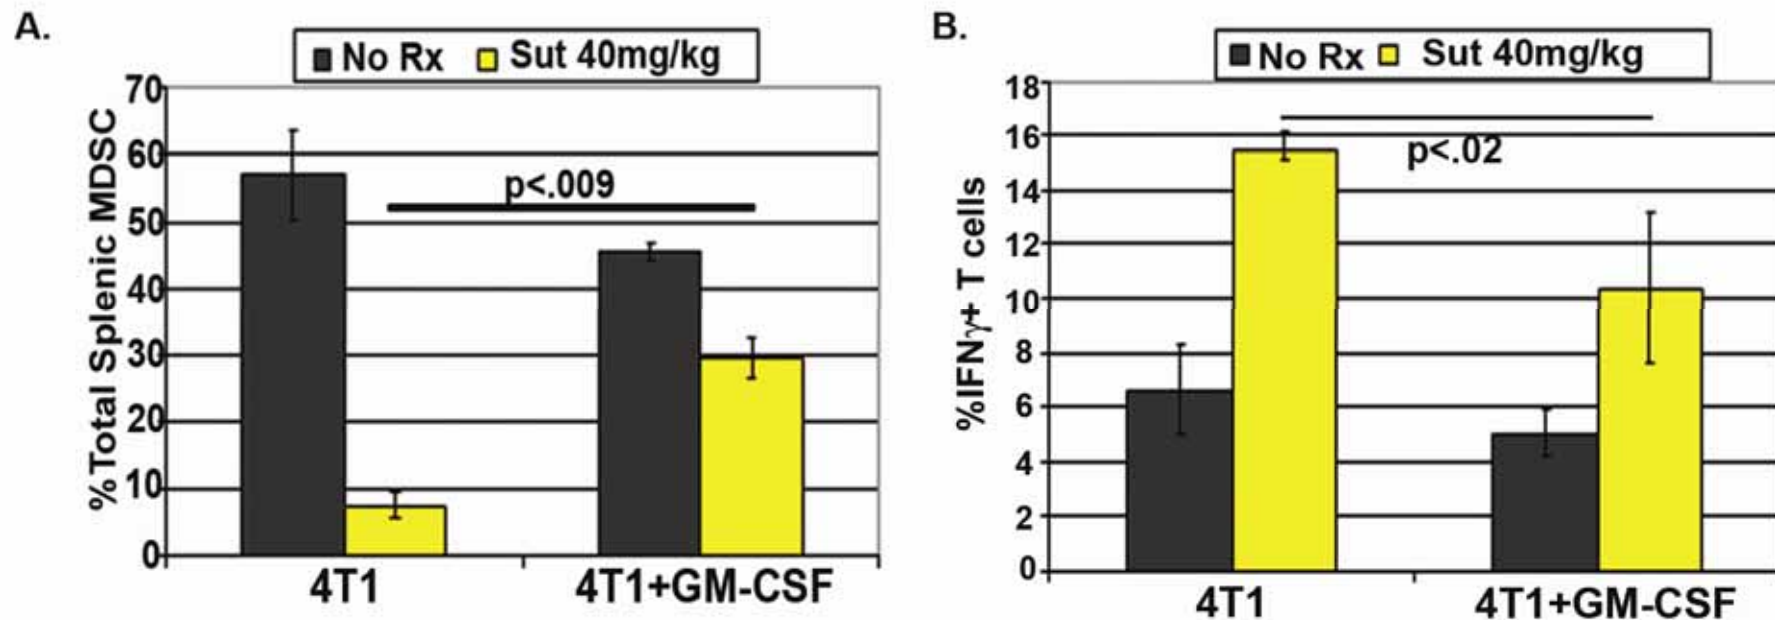 A.
No Rx Sut 40mg/kg
%Total Splenic MDSC
70
60
50
40
30
20
10
0
p<.009
4T1 4T1+GM-CSF
B.
No Rx Sut 40mg/kg
%IFNγ+ T cells
18
16
14
12
10
8
6
4
2
0
p<.02
4T1 4T1+GM-CSF